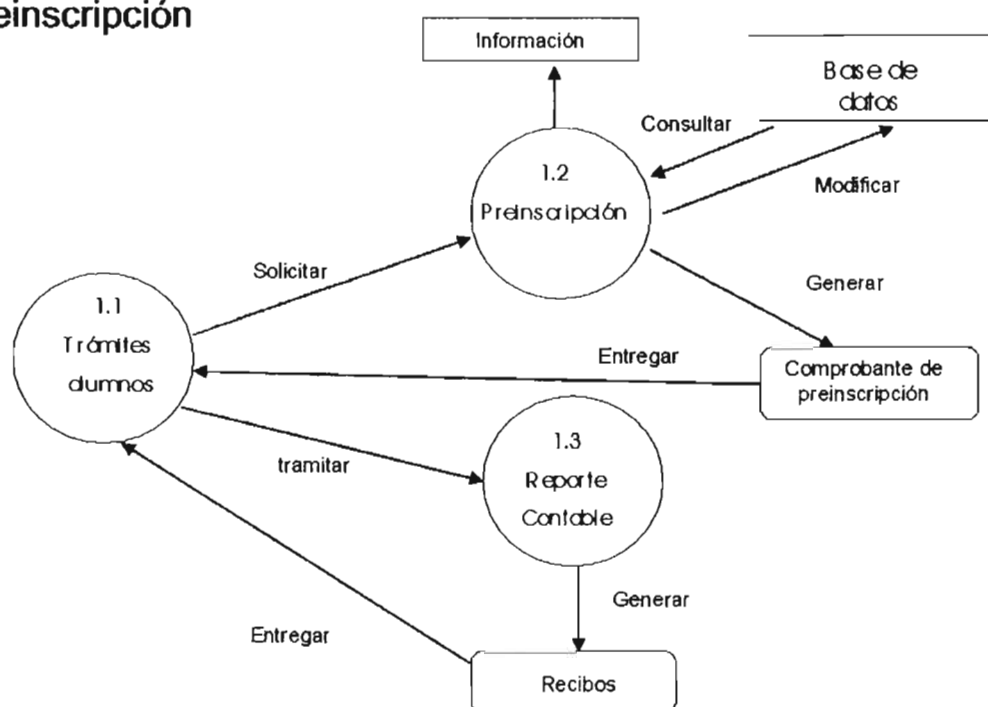 einscripción
Información
Base de
datos
Consultar
Modificar
1.2
Preinscripción
Solicitar
Generar
1.1
Trámites
alumnos
Entregar
Comprobante de
preinscripción
tramitar
1.3
Reporte
Contable
Generar
Entregar
Recibos